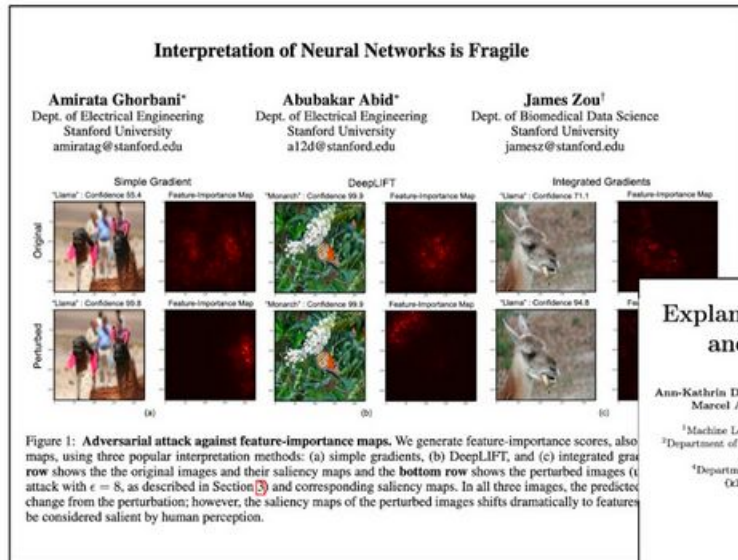 Interpretation of Neural Networks is Fragile
Amirata Ghorbani*
Dept. of Electrical Engineering
Stanford University
amiratag@stanford.edu
Abubakar Abid*
Dept. of Electrical Engineering
Stanford University
a12d@stanford.edu
James Zou†
Dept. of Biomedical Data Science
Stanford University
jamesz@stanford.edu
Simple Gradient
DeepLIFT
Integrated Gradients
"Llama" : Confidence 55.4
Feature-Importance Map
"Monarch" : Confidence 99.9
Feature-Importance Map
"Llama" : Confidence 71.1
Feature-Importance Map
Original
"Llama" : Confidence 99.8
Feature-Importance Map
"Monarch" : Confidence 99.9
Feature-Importance Map
"Llama" : Confidence 94.8
Perturbed
(a)
(b)
(c)
Figure 1: Adversarial attack against feature-importance maps. We generate feature-importance scores, also
maps, using three popular interpretation methods: (a) simple gradients, (b) DeepLIFT, and (c) integrated
row shows the the original images and their saliency maps and the bottom row shows the perturbed images
attack with ϵ = 8, as described in Section 3) and corresponding saliency maps. In all three images, the predicted
change from the perturbation; however, the saliency maps of the perturbed images shifts dramatically to features
be considered salient by human perception.
Explan
and
Ann-Kathrin D
Marcel A
¹Machine L
²Department of
⁴Departm